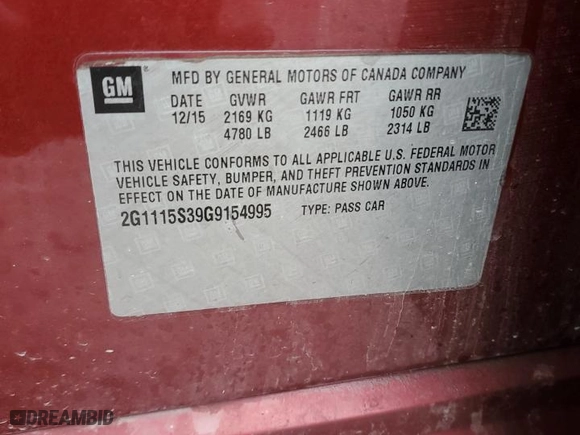 GM
MFD BY GENERAL MOTORS OF CANADA COMPANY
DATE GVWR GAWR FRT GAWR RR
12/15 2169 KG 1119 KG 1050 KG
4780 LB 2466 LB 2314 LB
THIS VEHICLE CONFORMS TO ALL APPLICABLE U.S. FEDERAL MOTOR
VEHICLE SAFETY, BUMPER, AND THEFT PREVENTION STANDARDS IN
EFFECT ON THE DATE OF MANUFACTURE SHOWN ABOVE.
2G1115S39G9154995 TYPE: PASS CAR
DREAMBID